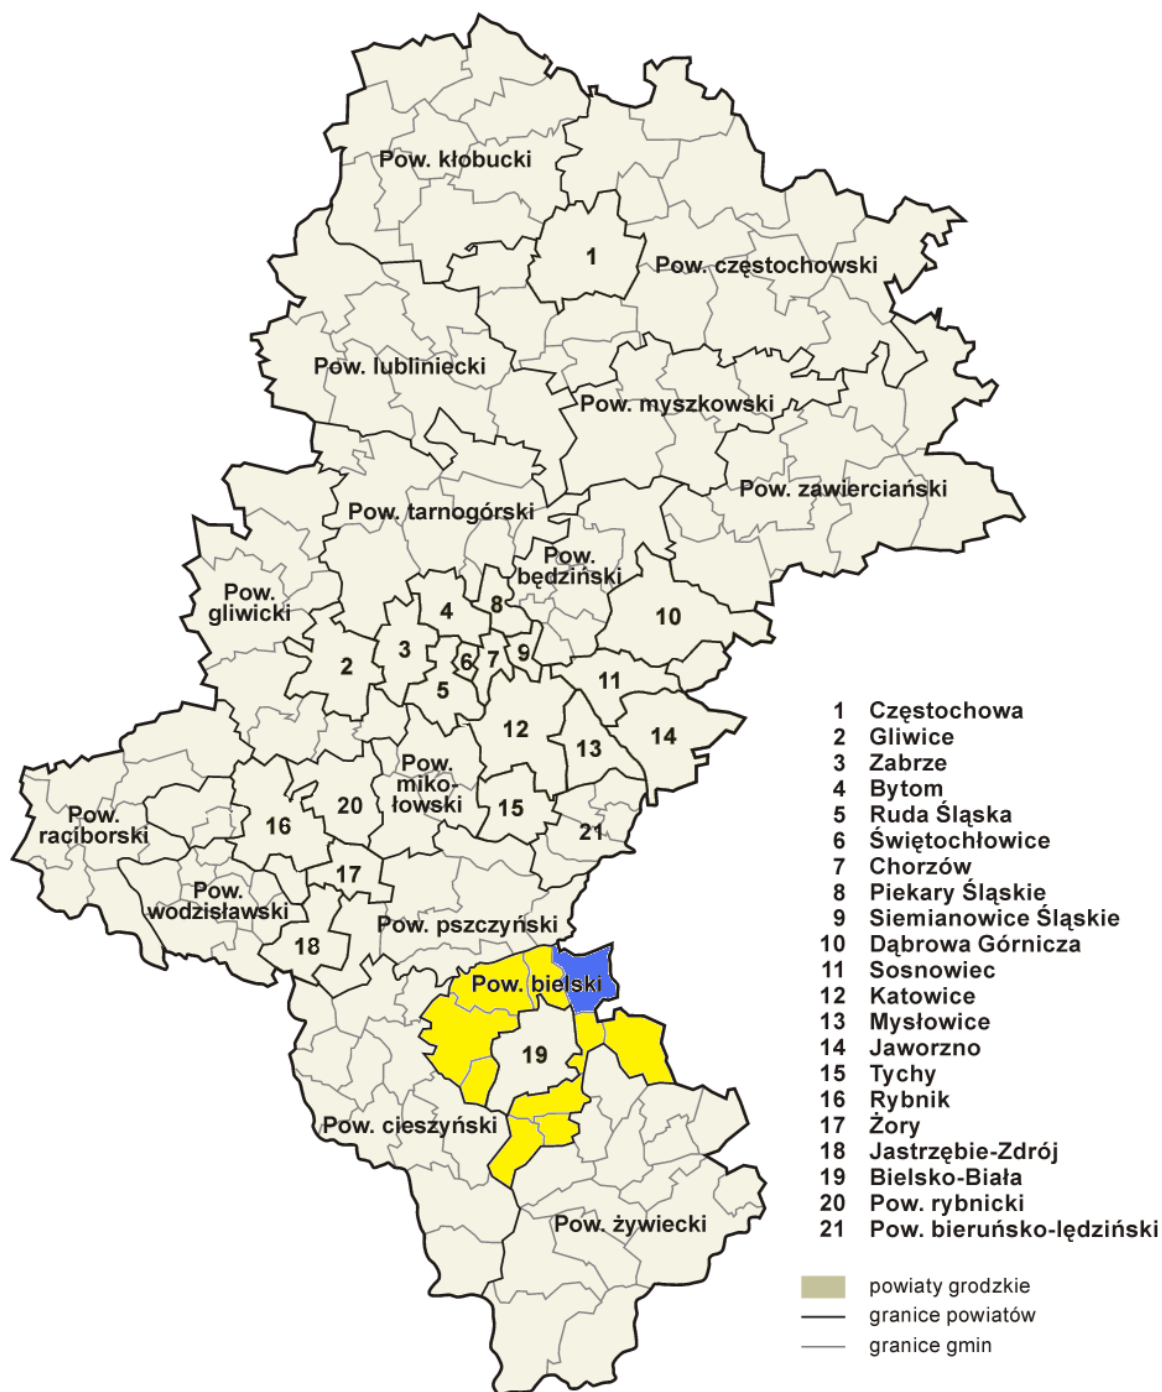 Pow. kłobucki
1
Pow. częstochowski
Pow. lubliniecki
Pow. myszkowski
Pow. zawierciański
Pow. tarnogórski
Pow.
będziński
Pow.
gliwicki
4
8
10
3
2
6
7
9
5
11
12
13
14
Pow.
miko-
łowski
20
15
Pow.
raciborski
16
21
17
Pow.
wodzisławski
Pow. pszczyński
18
Pow. bielski
19
Pow. cieszyński
Pow. żywiecki
1 Częstochowa
2 Gliwice
3 Zabrze
4 Bytom
5 Ruda Śląska
6 Świętochłowice
7 Chorzów
8 Piekary Śląskie
9 Siemianowice Śląskie
10 Dąbrowa Górnicza
11 Sosnowiec
12 Katowice
13 Mysłowice
14 Jaworzno
15 Tychy
16 Rybnik
17 Żory
18 Jastrzębie-Zdrój
19 Bielsko-Biała
20 Pow. rybnicki
21 Pow. bieruńsko-lędziński
powiaty grodzkie
granice powiatów
granice gmin